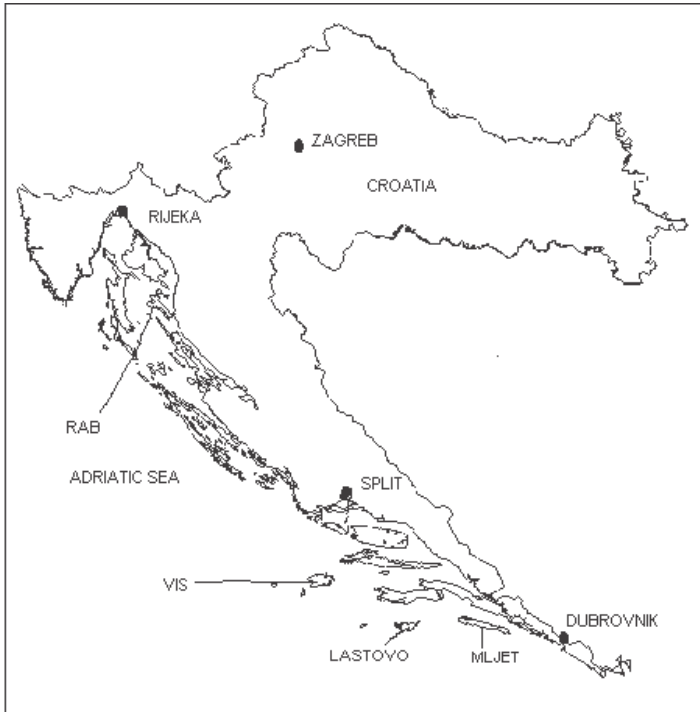 ZAGREB
CROATIA
RIJEKA
RAB
ADRIATIC SEA
SPLIT
VIS
DUBROVNIK
LASTOVO
MLJET